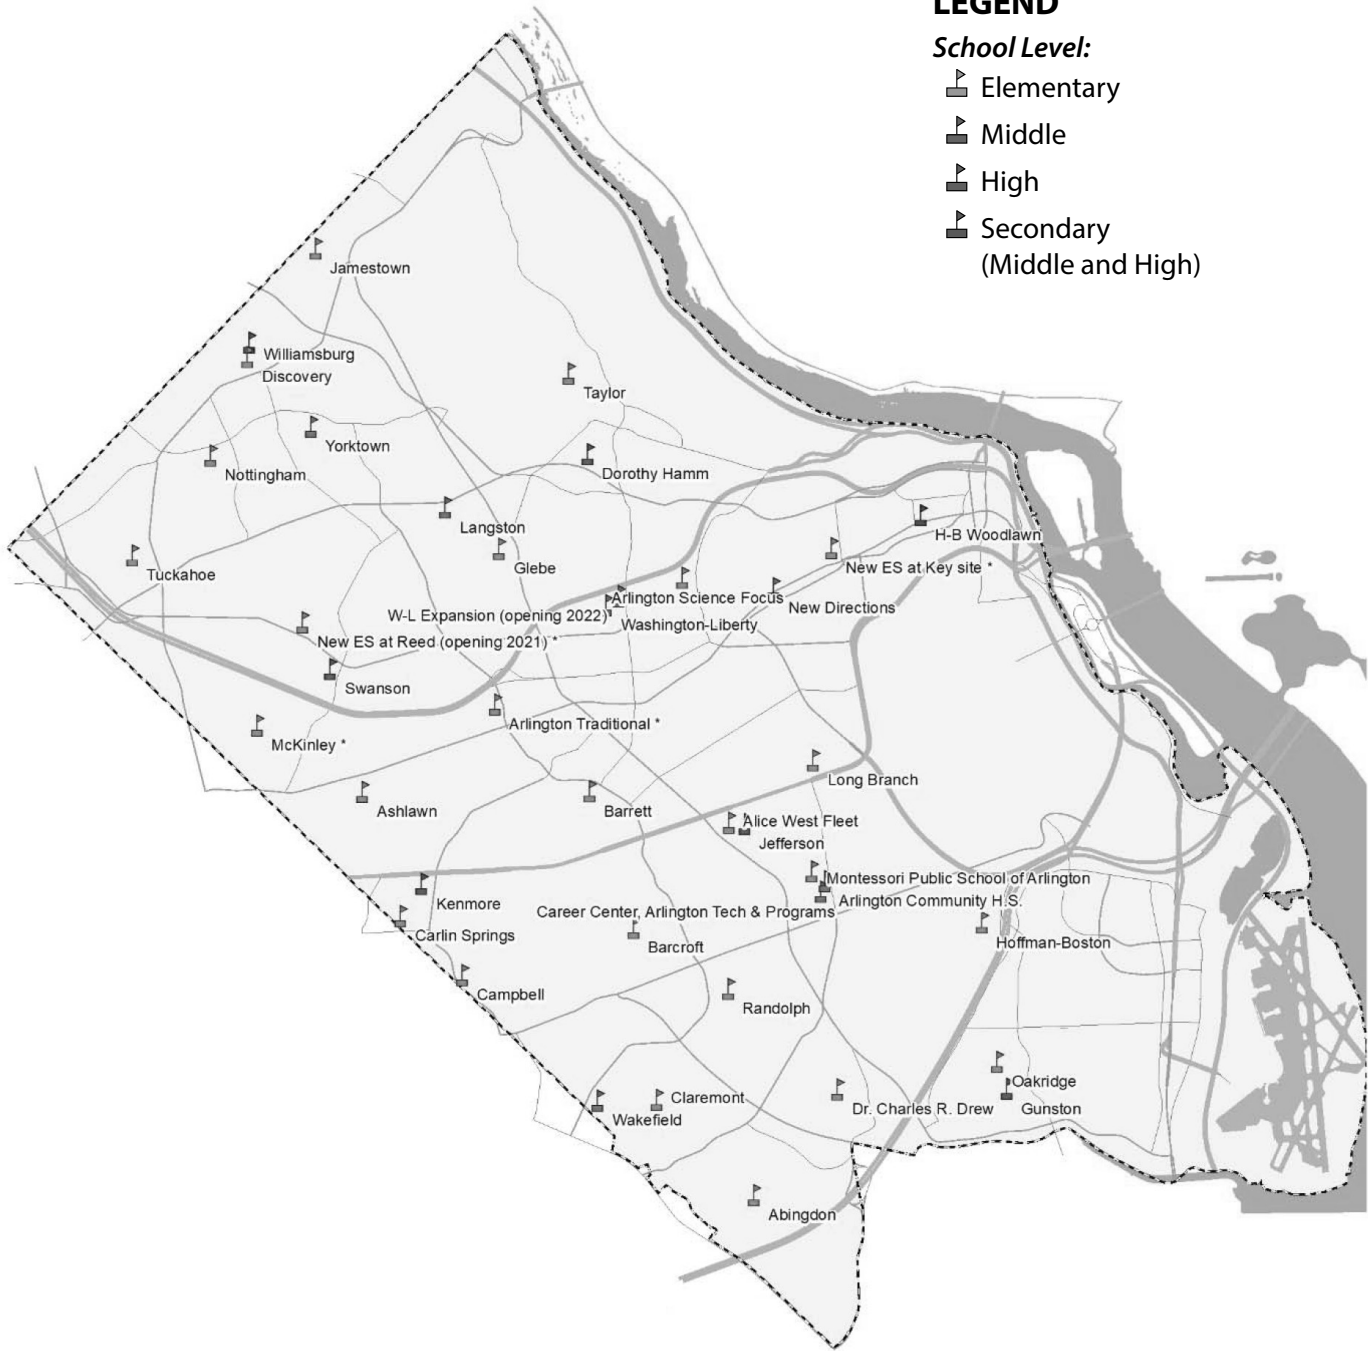 LEGEND
School Level:
Elementary
Middle
High
Secondary
(Middle and High)
Jamestown
Williamsburg
Discovery
Taylor
Yorktown
Nottingham
Dorothy Hamm
Langston
H-B Woodlawn
Glebe
New ES at Key site *
Tuckahoe
Arlington Science Focus
New Directions
W-L Expansion (opening 2022)*
Washington-Liberty
New ES at Reed (opening 2021) *
Swanson
Arlington Traditional *
McKinley *
Long Branch
Ashlawn
Barrett
Alice West Fleet
Jefferson
Montessori Public School of Arlington
Kenmore
Arlington Community H.S.
Career Center, Arlington Tech & Programs
Carlin Springs
Barcroft
Hoffman-Boston
Campbell
Randolph
Oakridge
Claremont
Dr. Charles R. Drew
Gunston
Wakefield
Abingdon